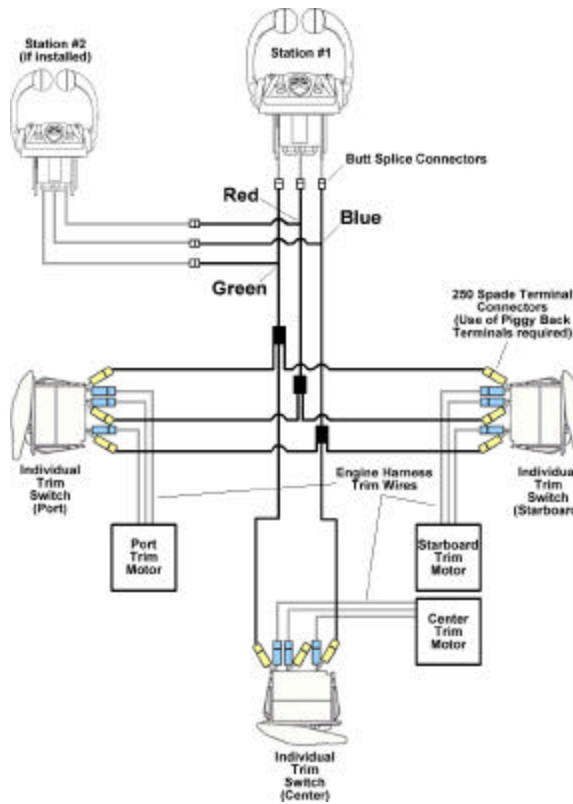 Station #2
(if installed)
Station #1
Butt Splice Connectors
Red
Blue
Green
250 Spade Terminal
Connectors
(Use of Piggy Back
Terminals required)
Individual
Trim
Switch
(Port)
Engine Harness
Trim Wires
Individual
Trim
Switch
(Starboard
Port
Trim
Motor
Starboard
Trim
Motor
Center
Trim
Motor
Individual
Trim
Switch
(Center)